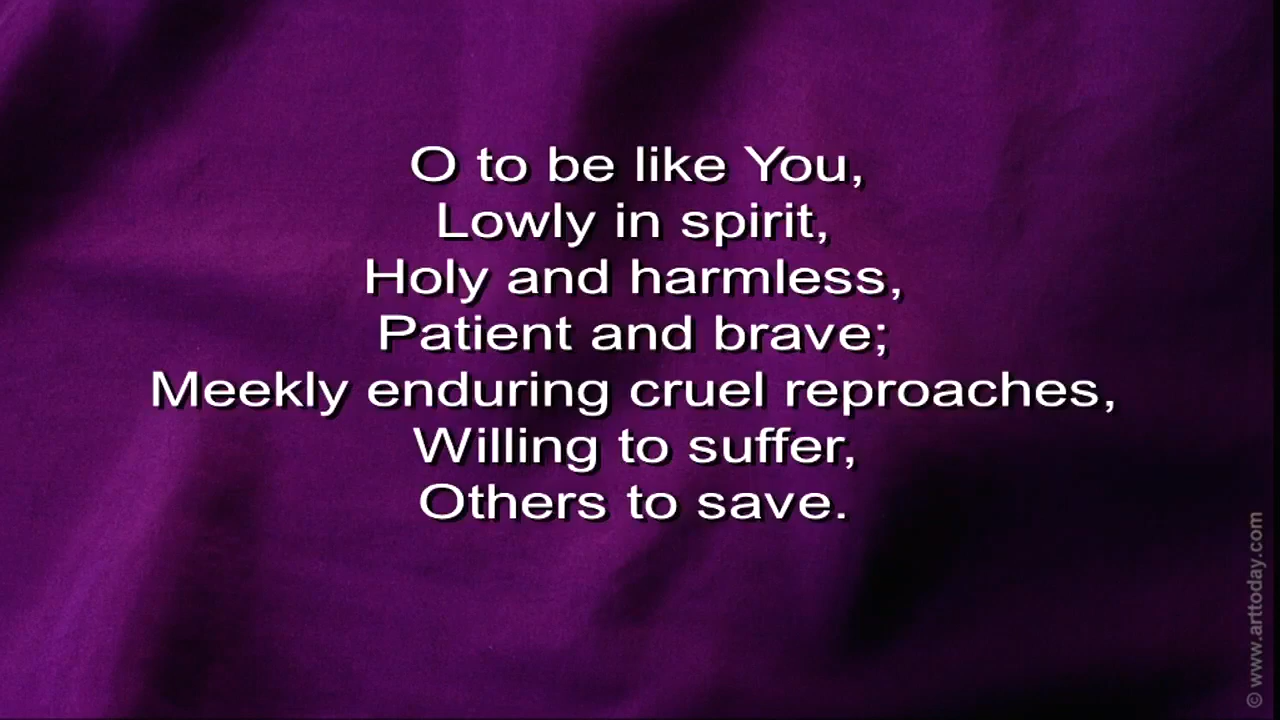 O to be like You,
Lowly in spirit,
Holy and harmless,
Patient and brave;
Meekly enduring cruel reproaches,
Willing to suffer,
Others to save.
© www.arttoday.com